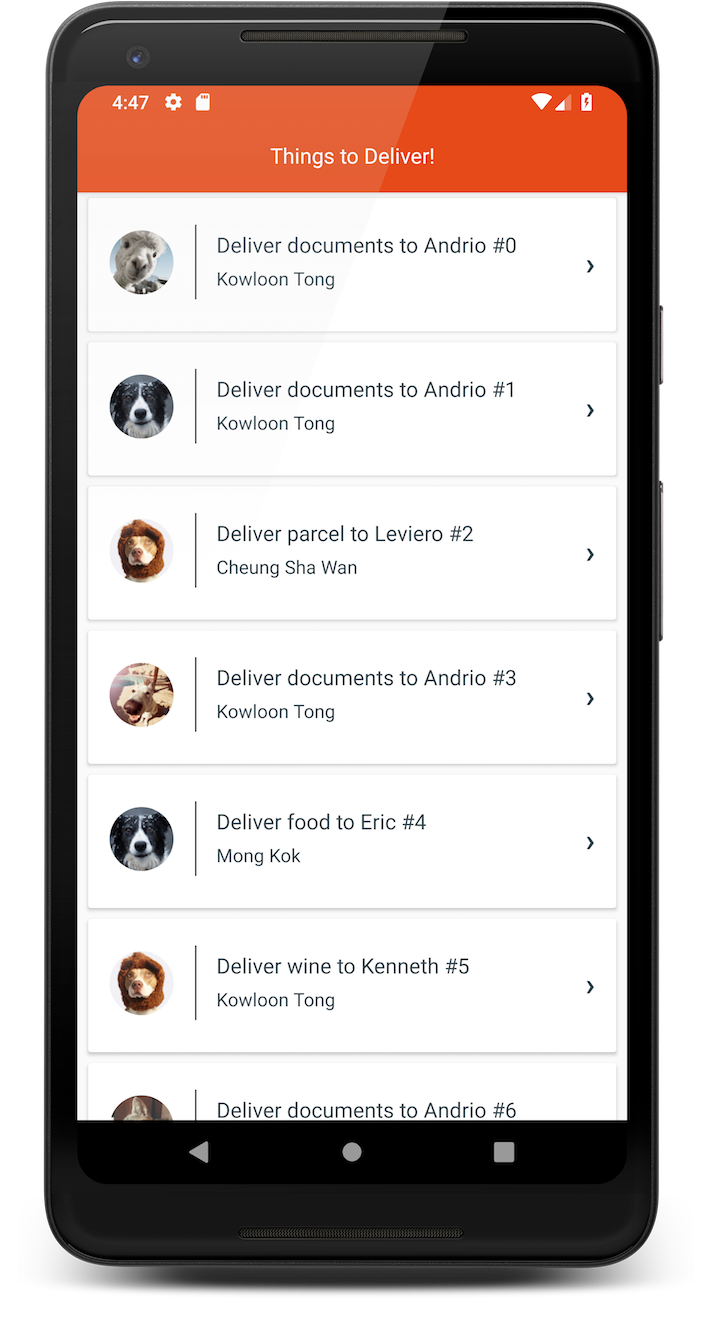 4:47
Things to Deliver!
Deliver documents to Andrio #0
Kowloon Tong
Deliver documents to Andrio #1
Kowloon Tong
Deliver parcel to Leviero #2
Cheung Sha Wan
Deliver documents to Andrio #3
Kowloon Tong
Deliver food to Eric #4
Mong Kok
Deliver wine to Kenneth #5
Kowloon Tong
Deliver documents to Andrio #6